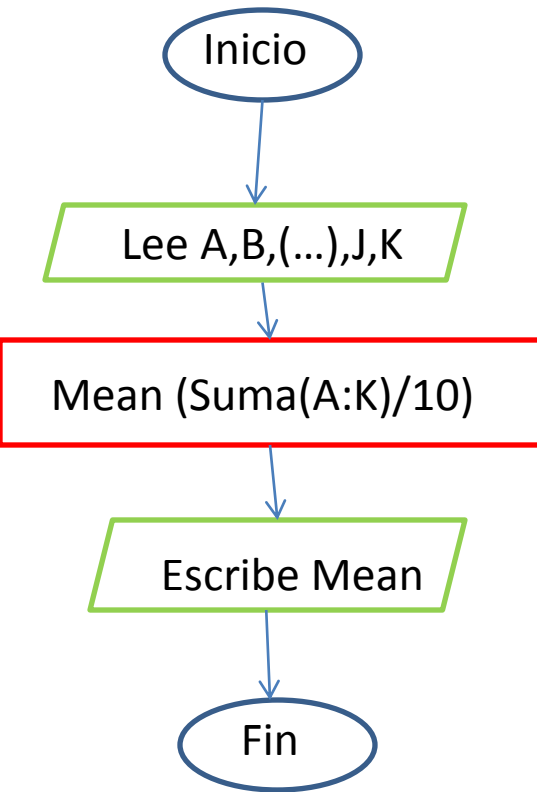 Inicio
Lee A,B,(...),J,K
Mean (Suma(A:K)/10)
Escribe Mean
Fin